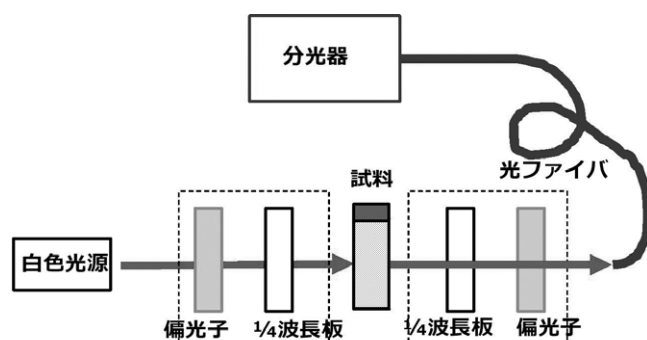 分光器
光ファイバ
試料
白色光源
偏光子
¼波長板
¼波長板
偏光子